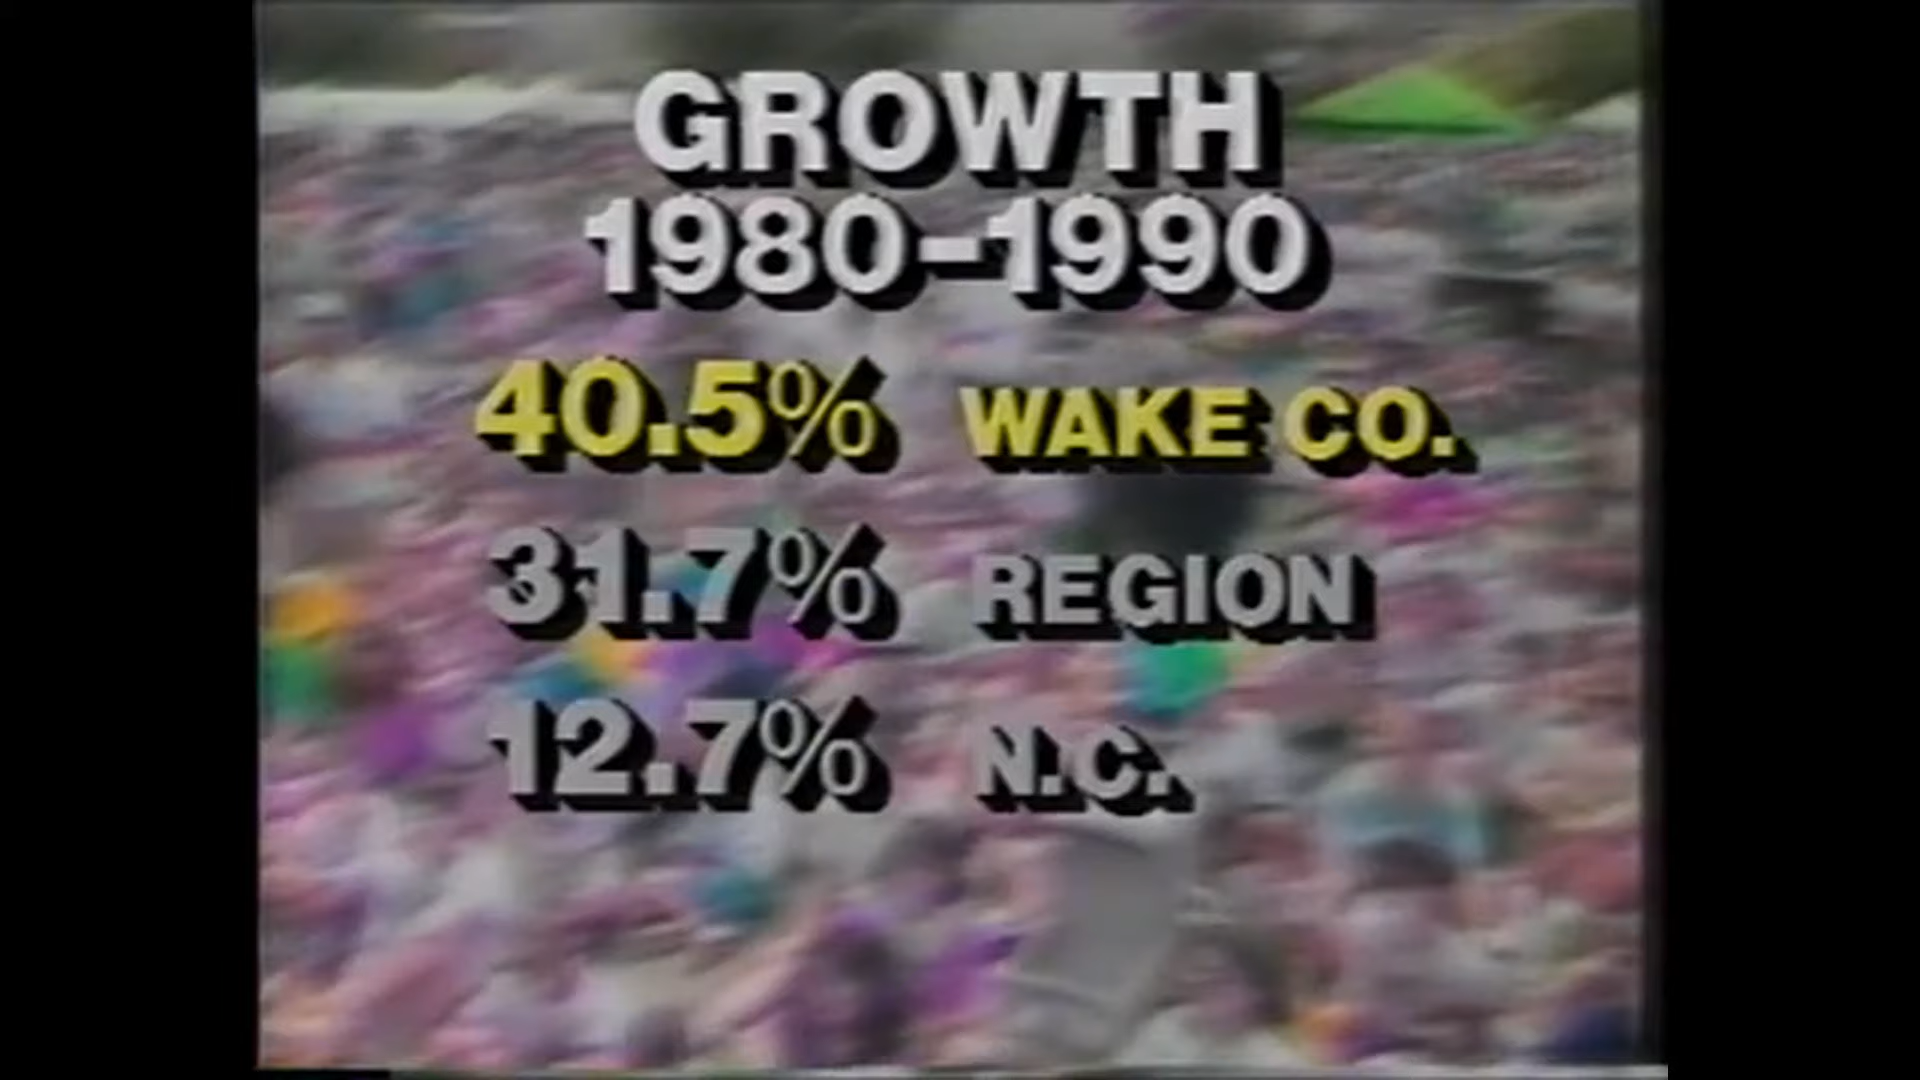 GROWTH
1980-1990
40.5% WAKE CO.
31.7% REGION
12.7% N.C.